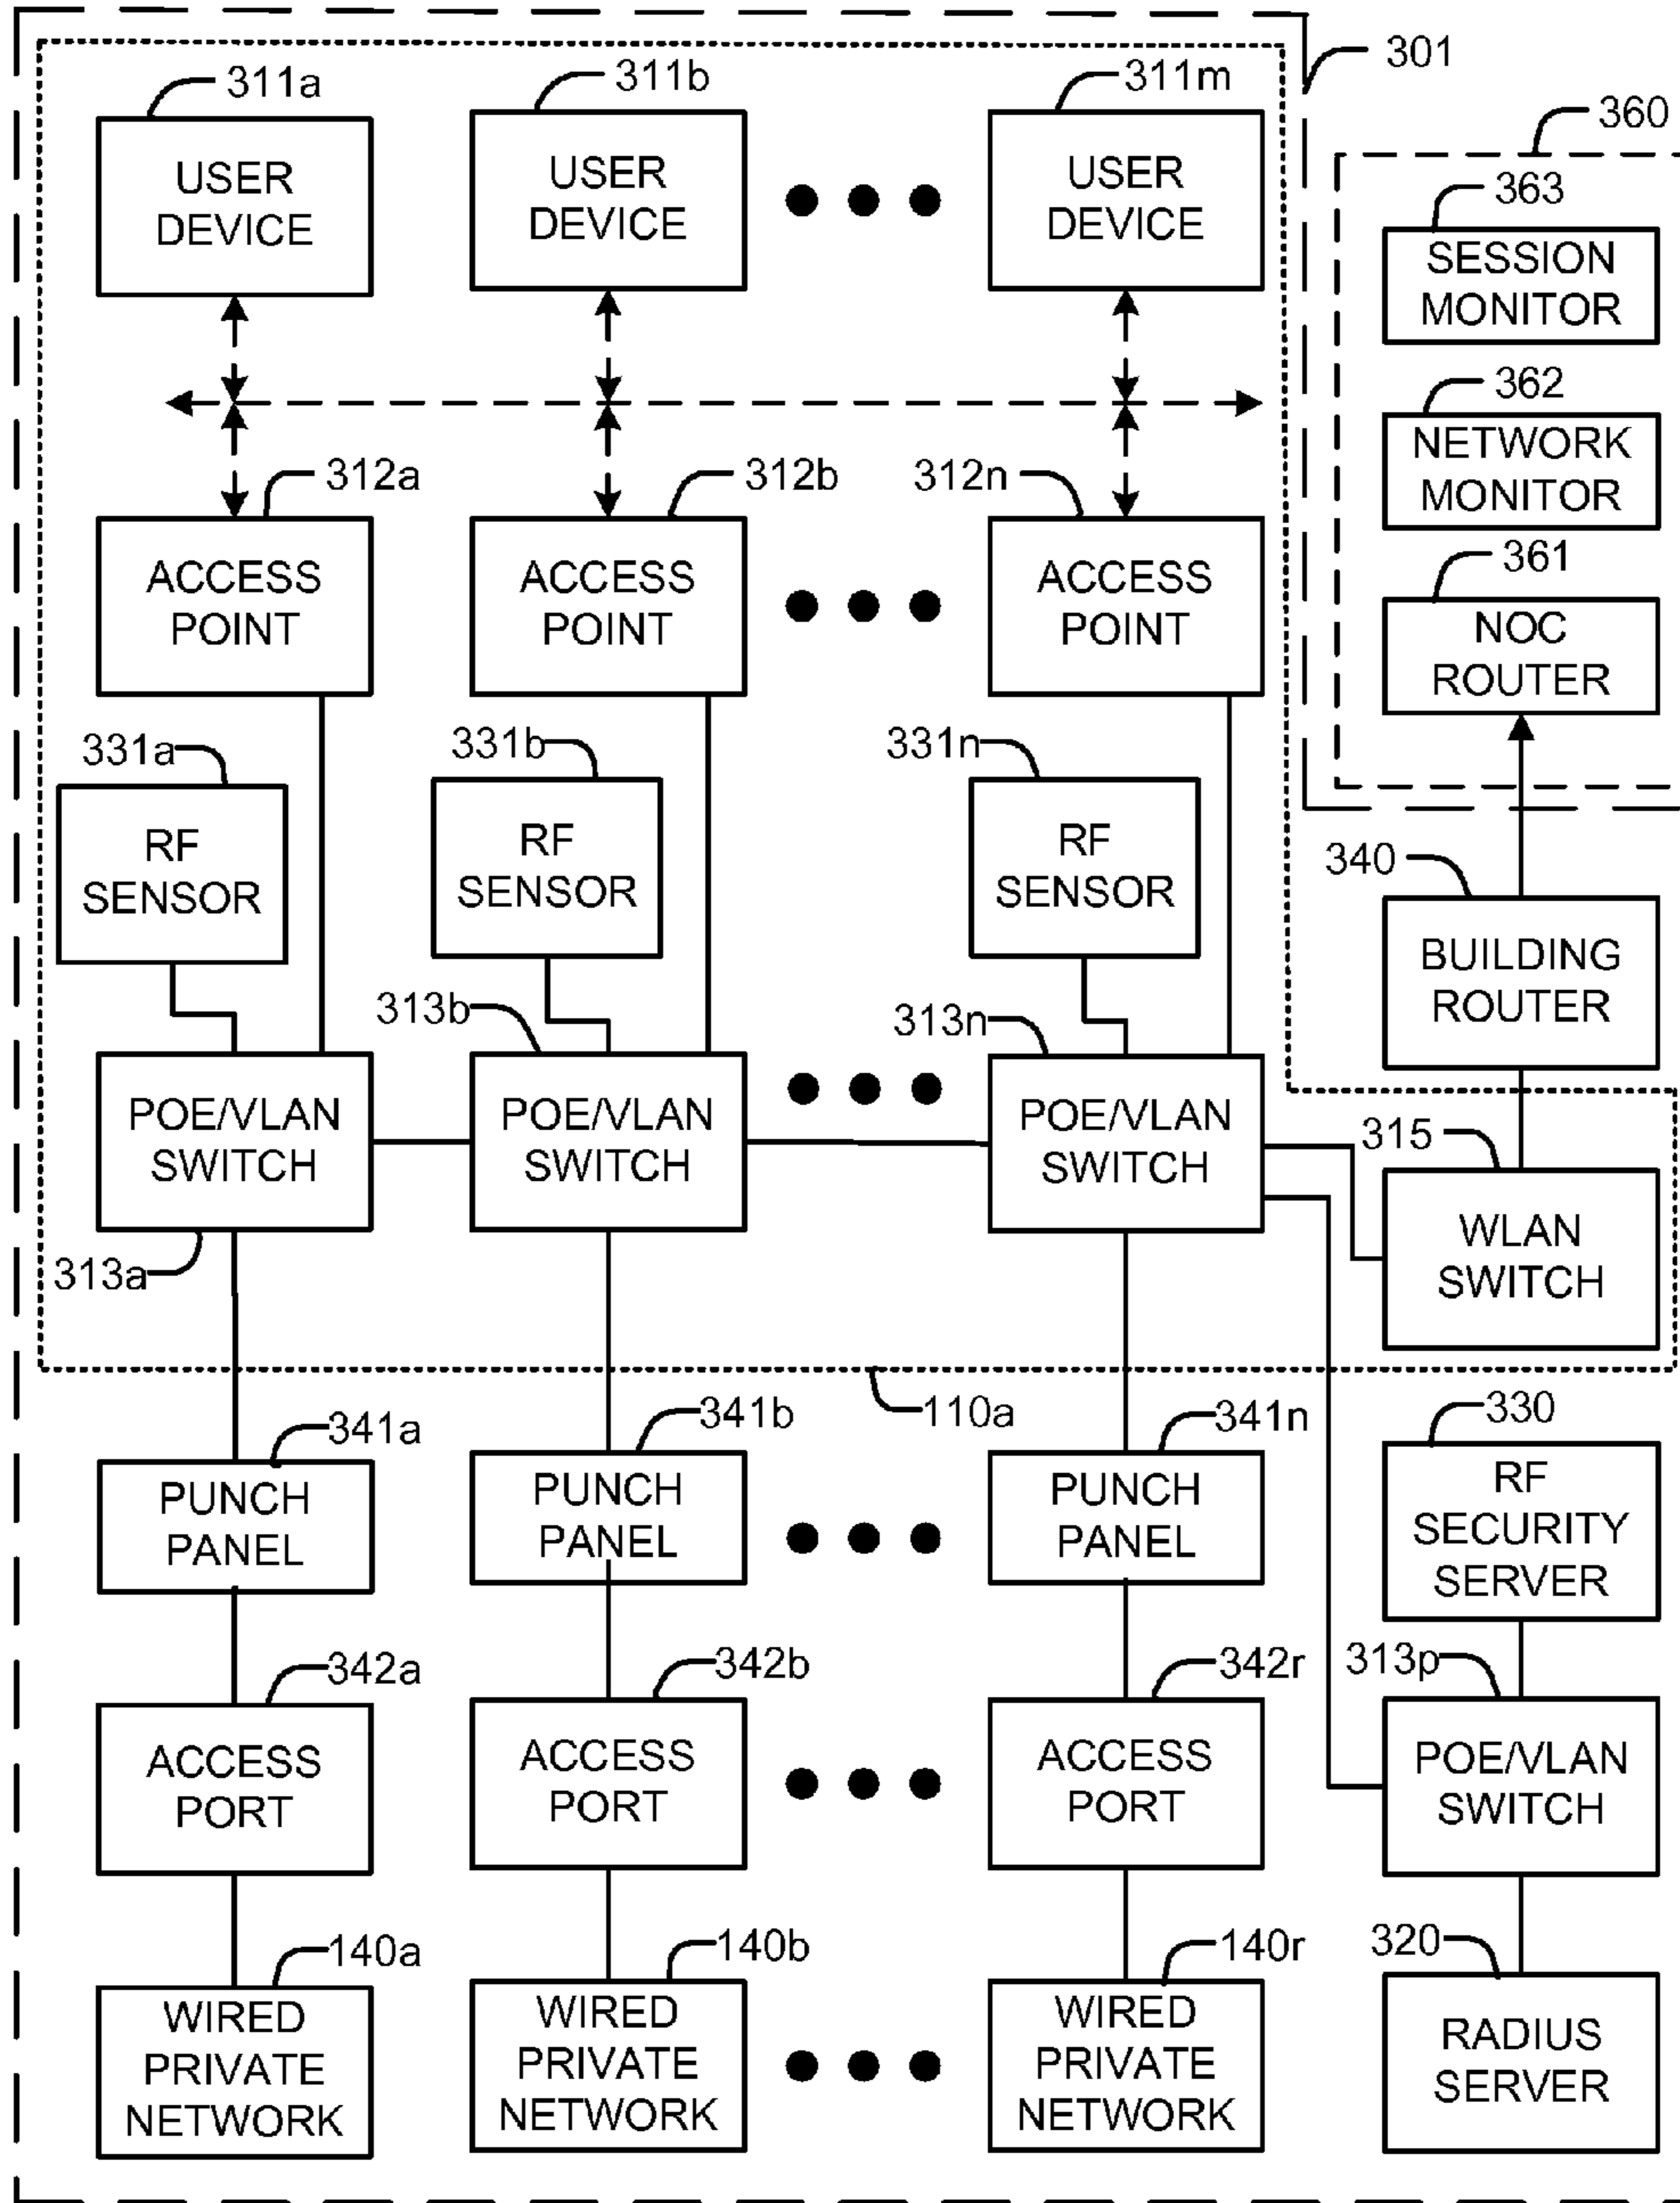 301
311a
311b
311m
360
USER
DEVICE
USER
DEVICE
USER
DEVICE
363
SESSION
MONITOR
362
NETWORK
MONITOR
312a
312b
312n
ACCESS
POINT
ACCESS
POINT
ACCESS
POINT
361
NOC
ROUTER
331a
331b
331n
RF
SENSOR
RF
SENSOR
RF
SENSOR
340
BUILDING
ROUTER
313b
313n
POE/VLAN
SWITCH
POE/VLAN
SWITCH
POE/VLAN
SWITCH
315
WLAN
SWITCH
313a
110a
341a
341b
341n
330
PUNCH
PANEL
PUNCH
PANEL
PUNCH
PANEL
RF
SECURITY
SERVER
342a
342b
342r
313p
ACCESS
PORT
ACCESS
PORT
ACCESS
PORT
POE/VLAN
SWITCH
140a
140b
140r
320
WIRED
PRIVATE
NETWORK
WIRED
PRIVATE
NETWORK
WIRED
PRIVATE
NETWORK
RADIUS
SERVER